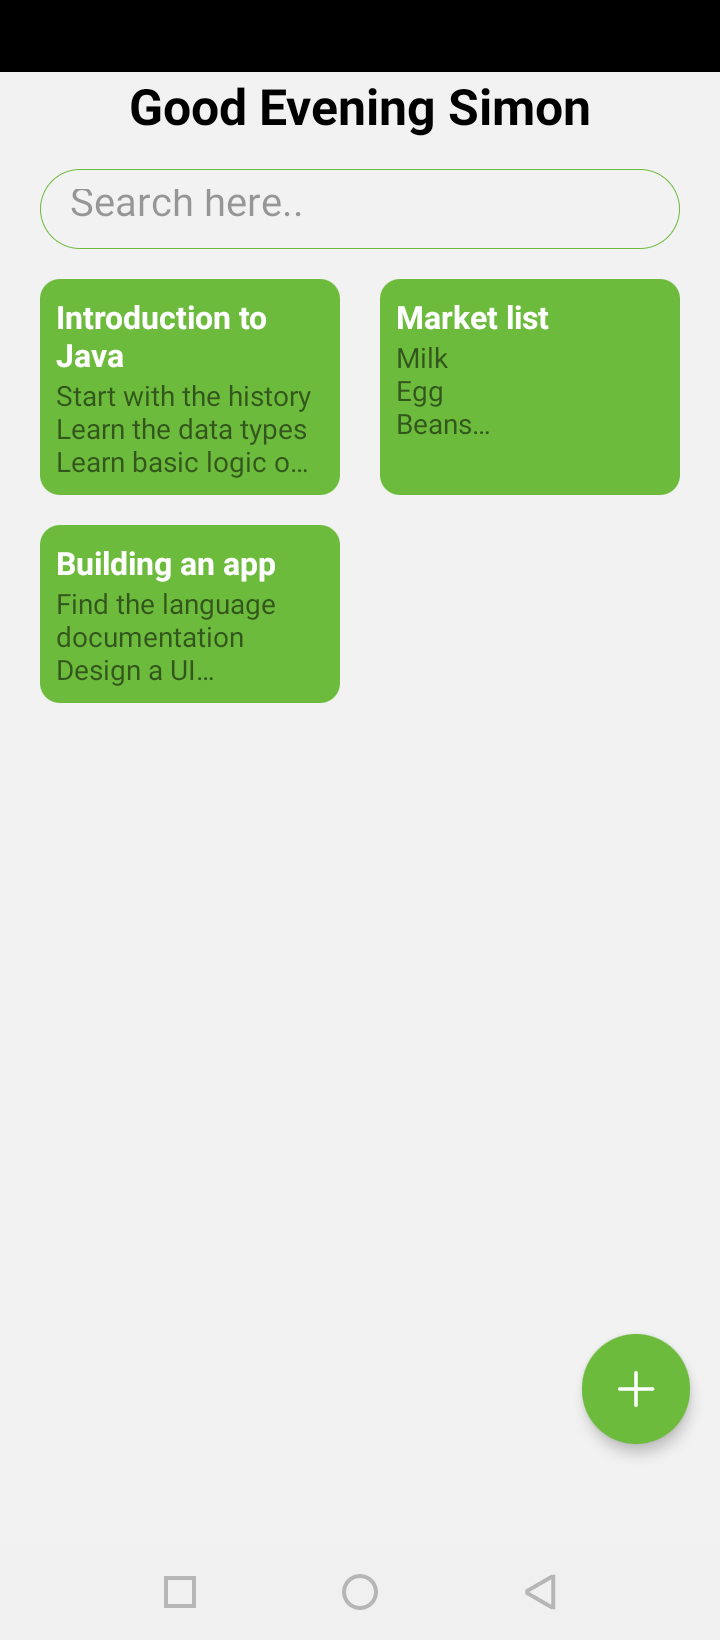 Good Evening Simon
Search here..
Introduction to
Java
Start with the history
Learn the data types
Learn basic logic o…
Market list
Milk
Egg
Beans…
Building an app
Find the language
documentation
Design a UI…